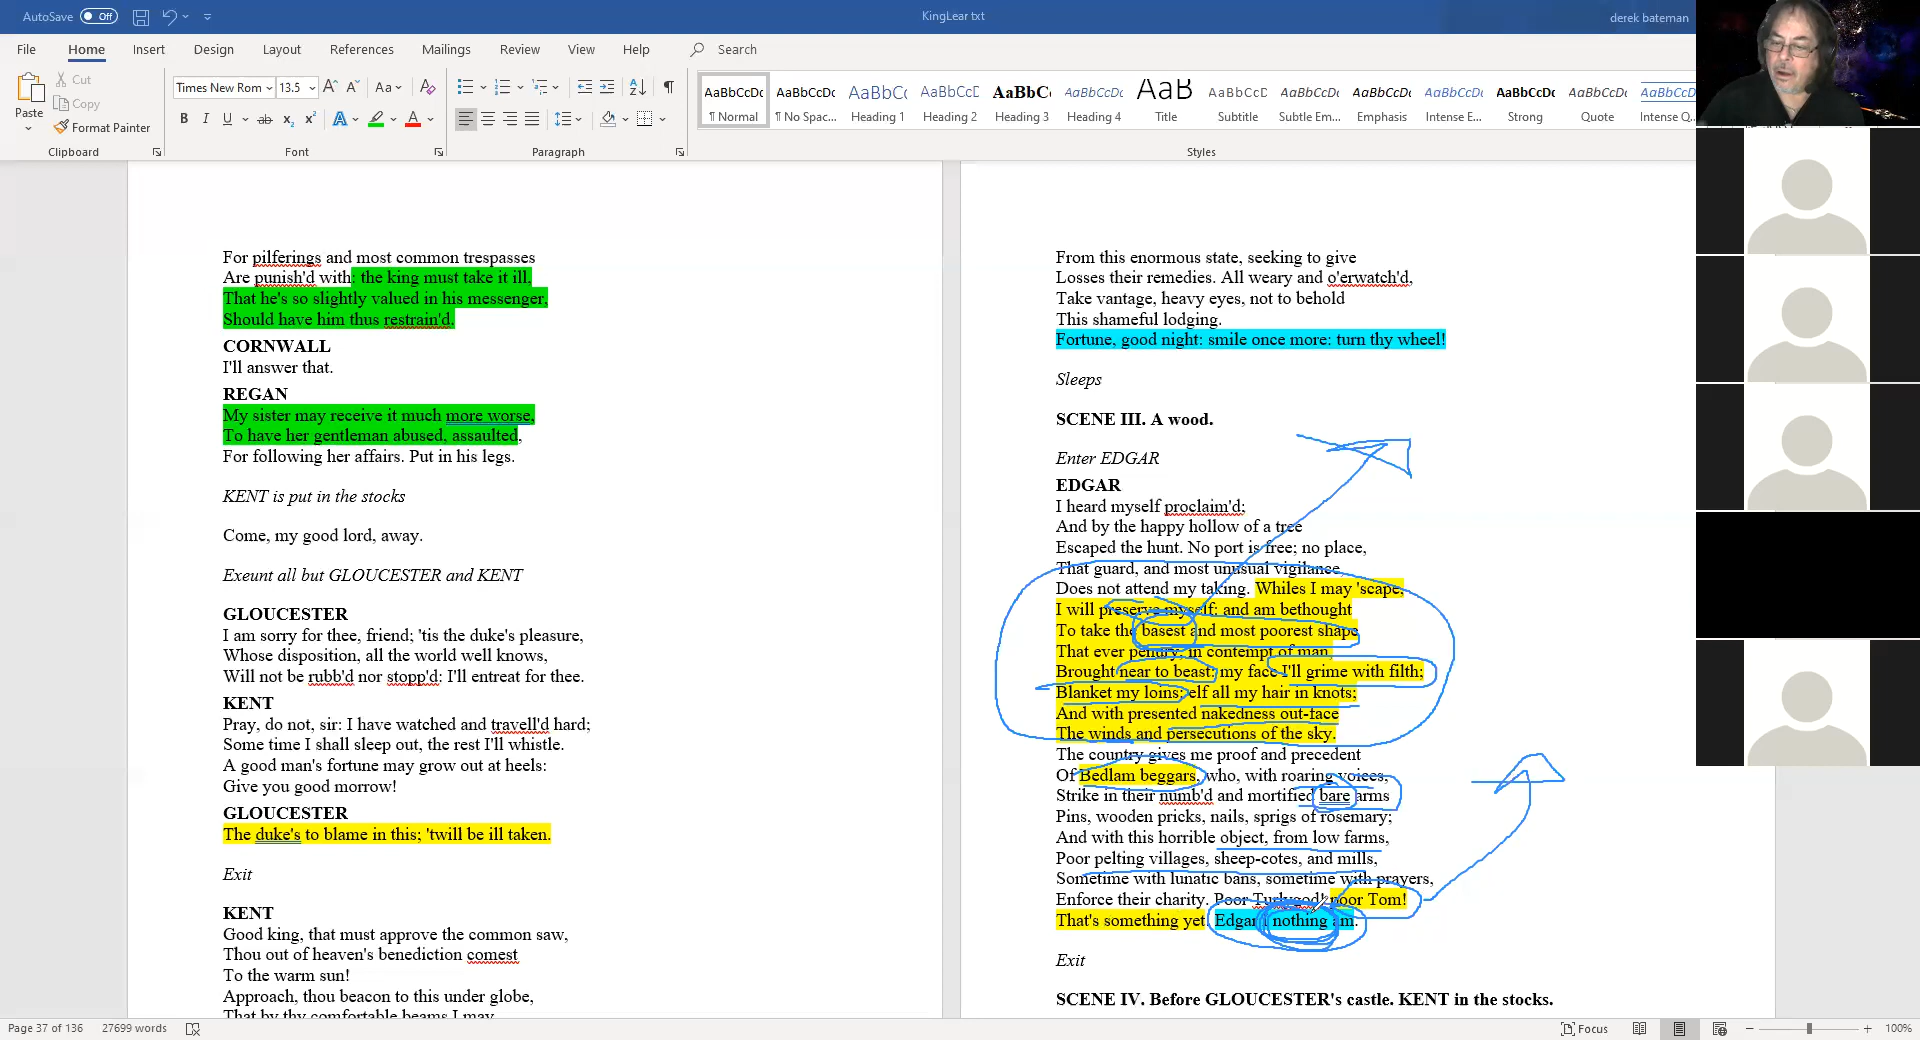 AutoSave Off KingLear txt derek bateman
File Home Insert Design Layout References Mailings Review View Help Search
Paste Cut Copy Format Painter
Times New Rom 13.5
AaBbCcDc AaBbCcDc AaBbCc AaBbCcD AaBbC AaBbCcDc AaB AaBbCcD AaBbCcDc AaBbCcDc AaBbCcDc AaBbCcDc AaBbCcDc AaBbCcDc
¶ Normal ¶ No Spac... Heading 1 Heading 2 Heading 3 Heading 4 Title Subtitle Subtle Em... Emphasis Intense E... Strong Quote Intense Q...
Clipboard Font Paragraph Styles
For pilferings and most common trespasses
Are punish'd with: the king must take it ill,
That he's so slightly valued in his messenger,
Should have him thus restrain'd.
CORNWALL
I'll answer that.
REGAN
My sister may receive it much more worse,
To have her gentleman abused, assaulted,
For following her affairs. Put in his legs.
KENT is put in the stocks
Come, my good lord, away.
Exeunt all but GLOUCESTER and KENT
GLOUCESTER
I am sorry for thee, friend; 'tis the duke's pleasure,
Whose disposition, all the world well knows,
Will not be rubb'd nor stopp'd: I'll entreat for thee.
KENT
Pray, do not, sir: I have watched and travell'd hard;
Some time I shall sleep out, the rest I'll whistle.
A good man's fortune may grow out at heels:
Give you good morrow!
GLOUCESTER
The duke's to blame in this; 'twill be ill taken.
Exit
KENT
Good king, that must approve the common saw,
Thou out of heaven's benediction comest
To the warm sun!
Approach, thou beacon to this under globe,
That by thy comfortable beams I may
From this enormous state, seeking to give
Losses their remedies. All weary and o'erwatch'd,
Take vantage, heavy eyes, not to behold
This shameful lodging.
Fortune, good night: smile once more: turn thy wheel!
Sleeps
SCENE III. A wood.
Enter EDGAR
EDGAR
I heard myself proclaim'd;
And by the happy hollow of a tree
Escaped the hunt. No port is free; no place,
That guard, and most unusual vigilance,
Does not attend my taking. Whiles I may 'scape,
I will preserve myself: and am bethought
To take the basest and most poorest shape
That ever penury, in contempt of man,
Brought near to beast: my face I'll grime with filth;
Blanket my loins; elf all my hair in knots;
And with presented nakedness out-face
The winds and persecutions of the sky.
The country gives me proof and precedent
Of Bedlam beggars, who, with roaring voices,
Strike in their numb'd and mortified bare arms
Pins, wooden pricks, nails, sprigs of rosemary;
And with this horrible object, from low farms,
Poor pelting villages, sheep-cotes, and mills,
Sometime with lunatic bans, sometime with prayers,
Enforce their charity. Poor Turlygod! poor Tom!
That's something yet: Edgar I nothing am.
Exit
SCENE IV. Before GLOUCESTER's castle. KENT in the stocks.
Page 37 of 136 27699 words Focus 100%